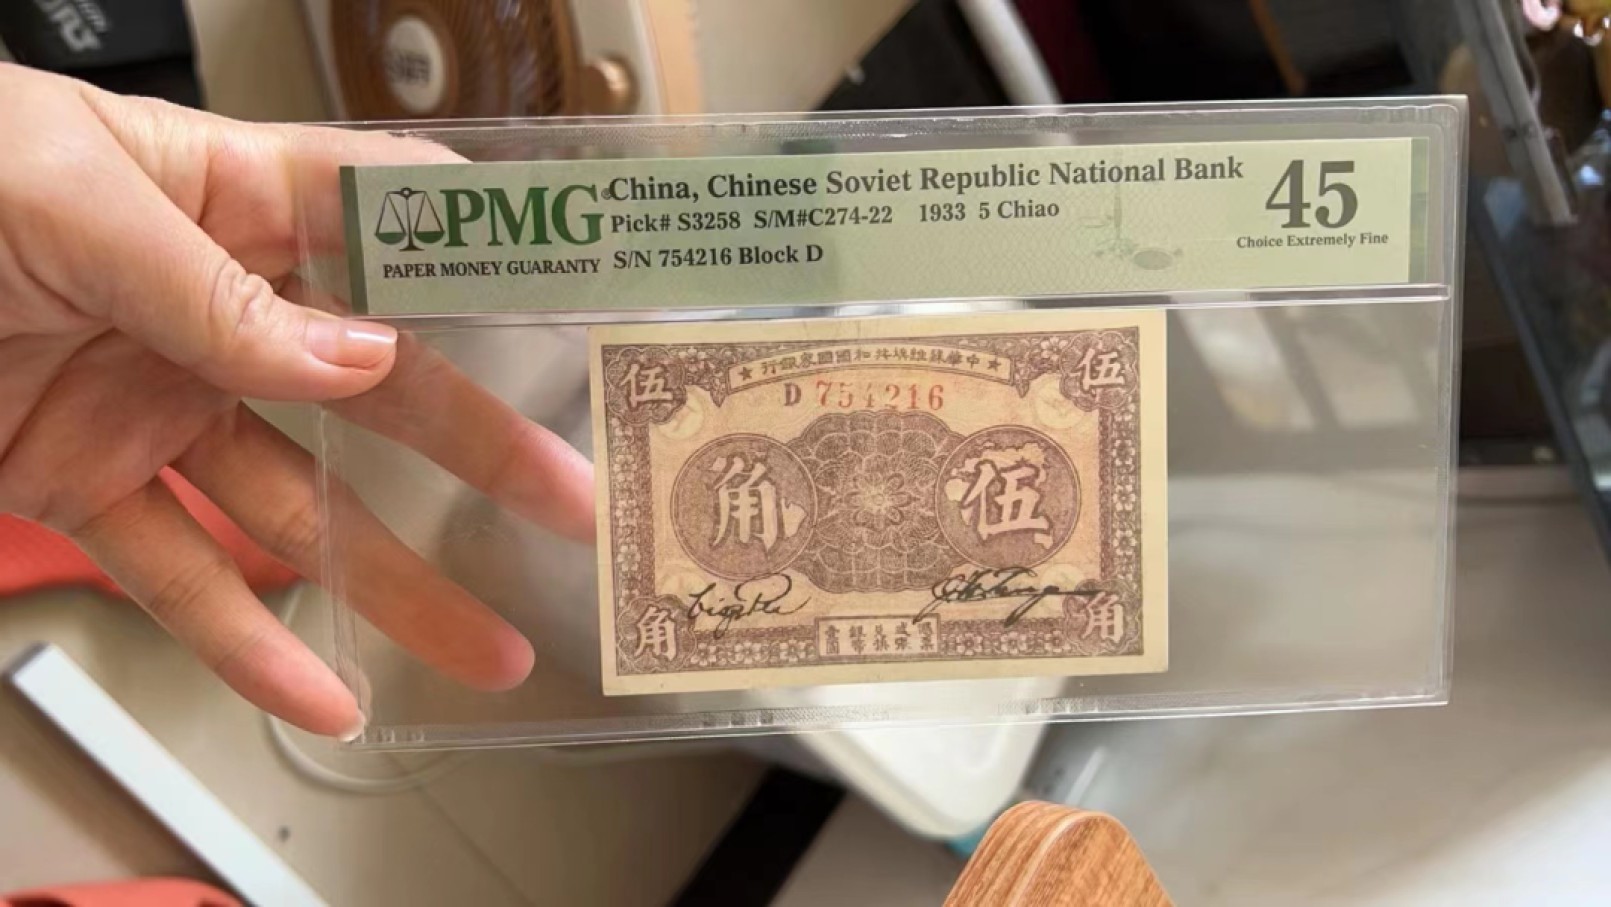 PMG
PAPER MONEY GUARANTY
China, Chinese Soviet Republic National Bank
Pick# S3258 S/M#C274-22 1933 5 Chiao
S/N 754216 Block D
45
Choice Extremely Fine
★ 行銀家國國和共埃維蘇華中 ★
伍 伍
D 754216
角 伍
角 角